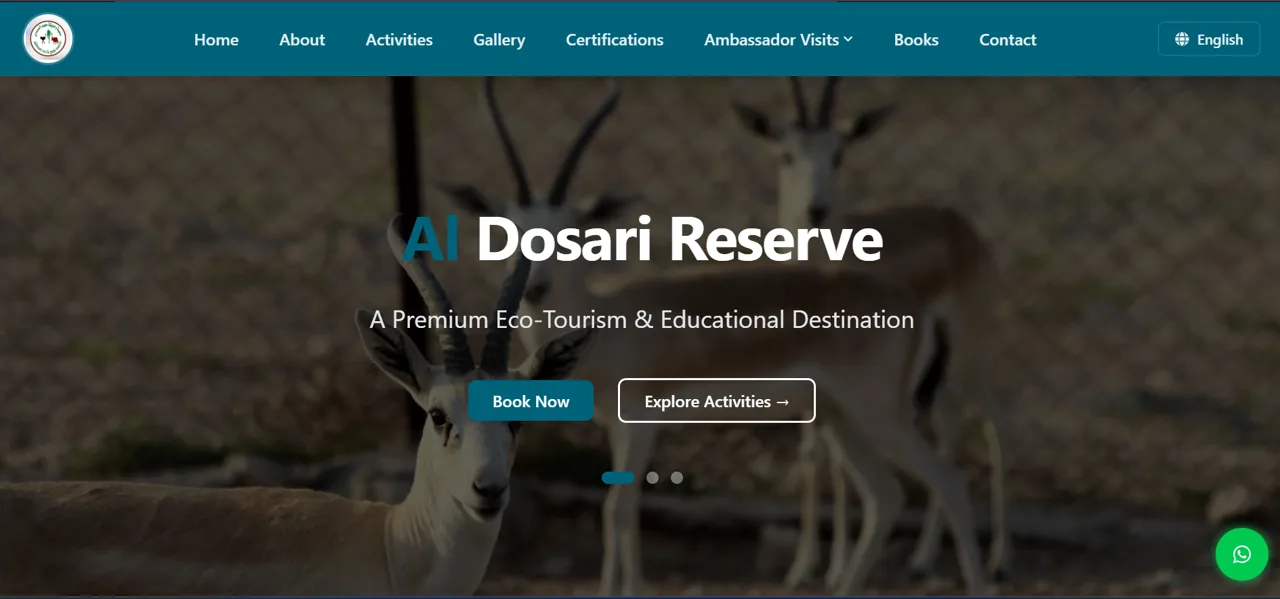 Home
About
Activities
Gallery
Certifications
Ambassador Visits
Books
Contact
English
Al Dosari Reserve
A Premium Eco-Tourism & Educational Destination
Book Now
Explore Activities →